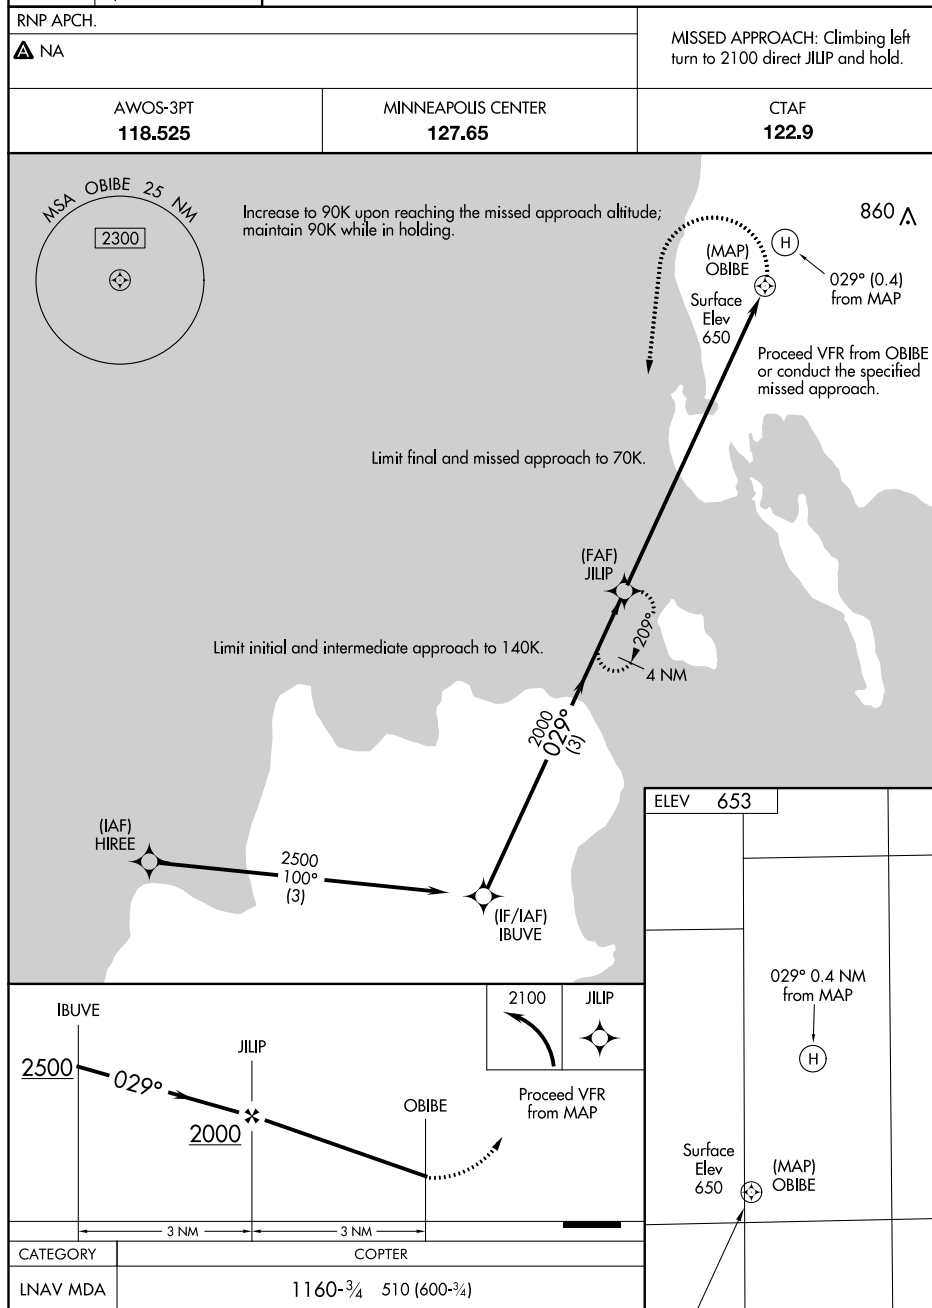 RNP APCH.
A NA
MISSED APPROACH: Climbing left
turn to 2100 direct JILIP and hold.
AWOS-3PT
118.525
MINNEAPOLIS CENTER
127.65
CTAF
122.9
MSA OBIBE 25 NM
2300
Increase to 90K upon reaching the missed approach altitude;
maintain 90K while in holding.
860
(MAP)
OBIBE
H
029° (0.4)
from MAP
Surface
Elev
650
Proceed VFR from OBIBE
or conduct the specified
missed approach.
Limit final and missed approach to 70K.
(FAF)
JILIP
209°
4 NM
Limit initial and intermediate approach to 140K.
2000
029°
(3)
(IAF)
HIREE
2500
100°
(3)
(IF/IAF)
IBUVE
ELEV 653
029° 0.4 NM
from MAP
H
Surface
Elev
650
(MAP)
OBIBE
IBUVE
2500
029°
JILIP
2000
OBIBE
2100
JILIP
Proceed VFR
from MAP
3 NM
3 NM
CATEGORY
COPTER
LNAV MDA
1160-¾ 510 (600-¾)